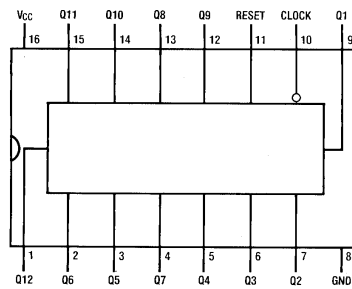 VCC Q11 Q10 Q8 Q9 RESET CLOCK Q1
16 15 14 13 12 11 10 9
1 2 3 4 5 6 7 8
Q12 Q6 Q5 Q7 Q4 Q3 Q2 GND